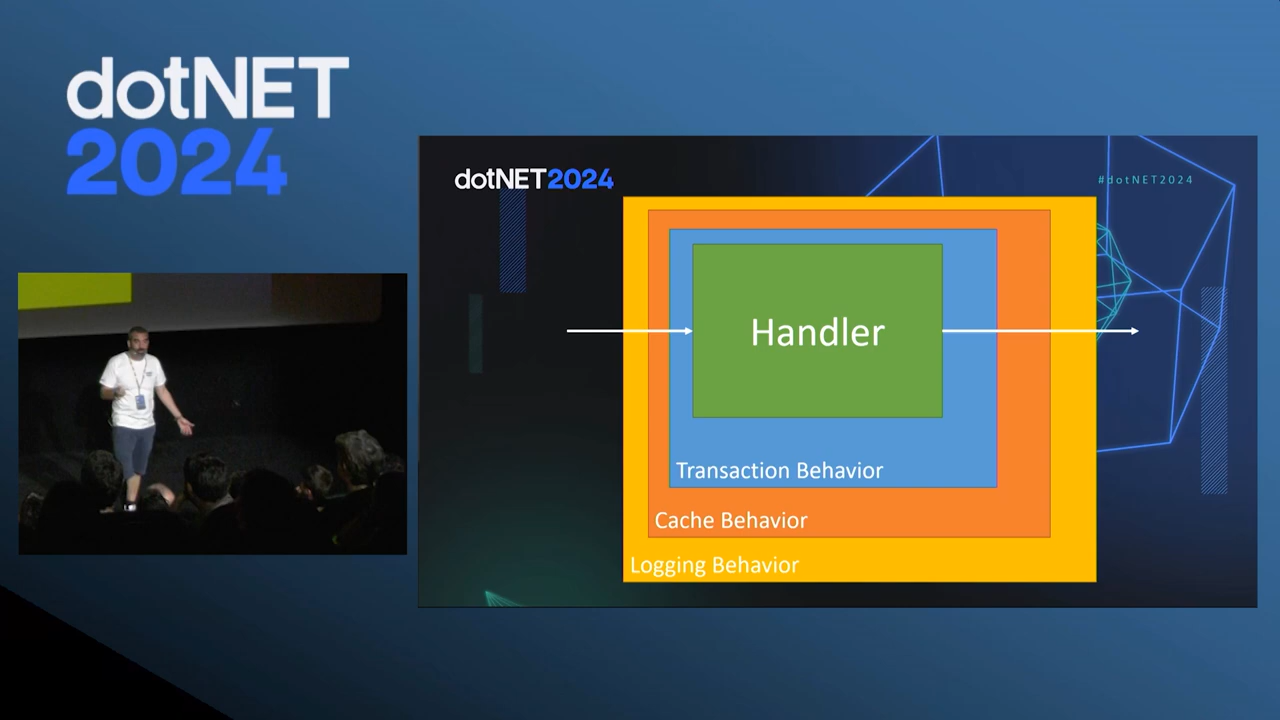 dotNET
2024
dotNET2024
#dotNET2024
Handler
Transaction Behavior
Cache Behavior
Logging Behavior